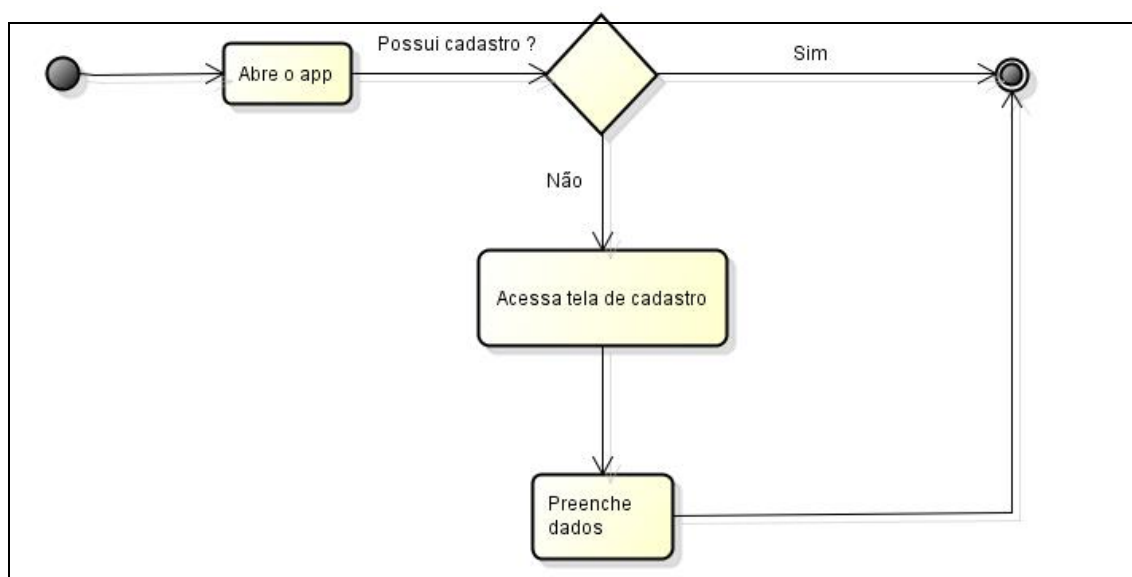 Possui cadastro ?
Sim
Abre o app
Não
Acessa tela de cadastro
Preenche
dados